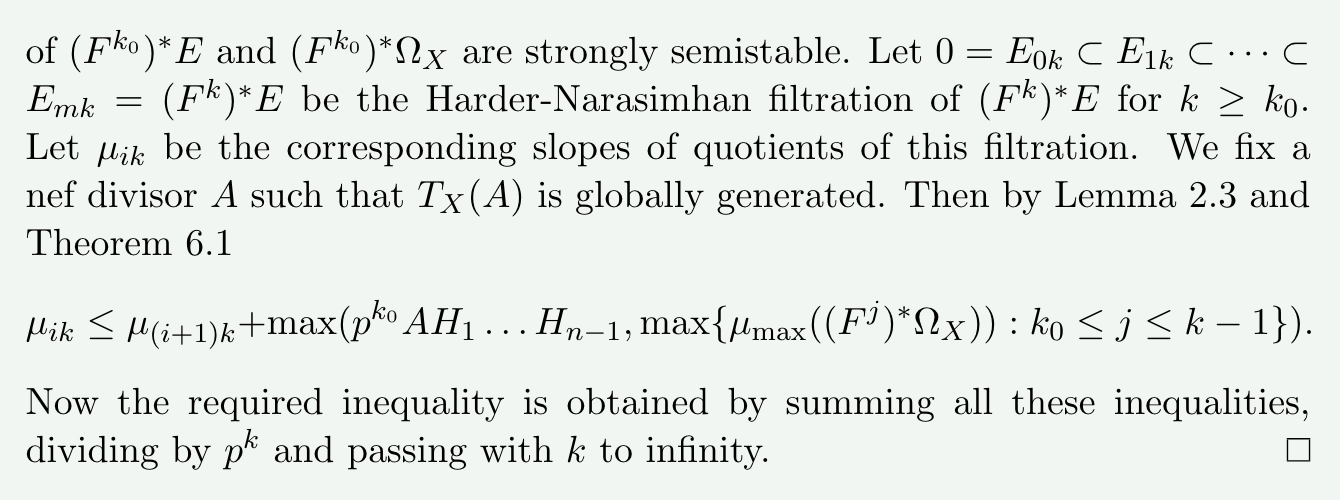 of $(F^{k_0})^*E$ and $(F^{k_0})^*\Omega_X$ are strongly semistable. Let $0 = E_{0k} \subset E_{1k} \subset \cdots \subset$
$E_{mk} = (F^k)^*E$ be the Harder-Narasimhan filtration of $(F^k)^*E$ for $k \geq k_0$.
Let $\mu_{ik}$ be the corresponding slopes of quotients of this filtration. We fix a
nef divisor $A$ such that $T_X(A)$ is globally generated. Then by Lemma 2.3 and
Theorem 6.1
$\mu_{ik} \leq \mu_{(i+1)k} + \max(p^{k_0}AH_1 \ldots H_{n-1}, \max\{\mu_{\max}((F^j)^*\Omega_X)) : k_0 \leq j \leq k-1\}).$
Now the required inequality is obtained by summing all these inequalities,
dividing by $p^k$ and passing with $k$ to infinity. □